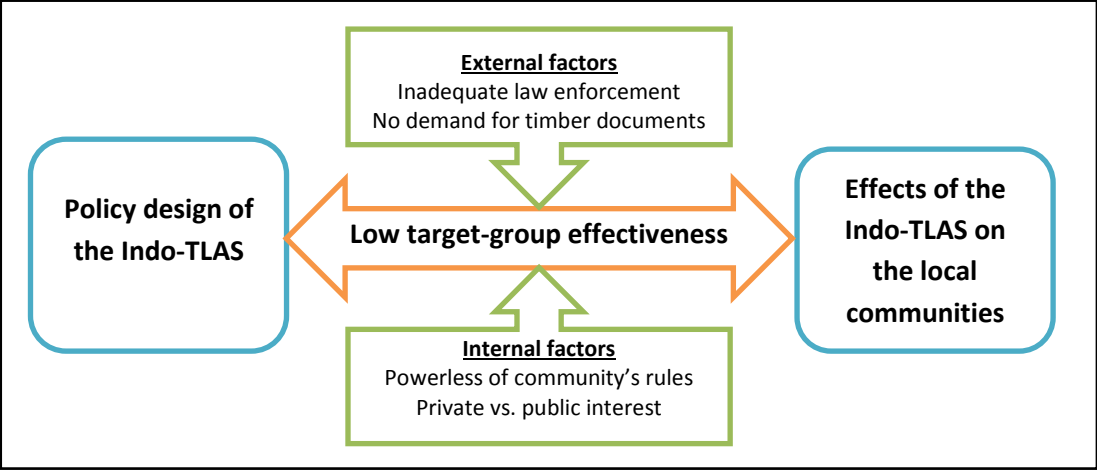 External factors
Inadequate law enforcement
No demand for timber documents
Policy design of
the Indo-TLAS
Low target-group effectiveness
Effects of the
Indo-TLAS on
the local
communities
Internal factors
Powerless of community’s rules
Private vs. public interest